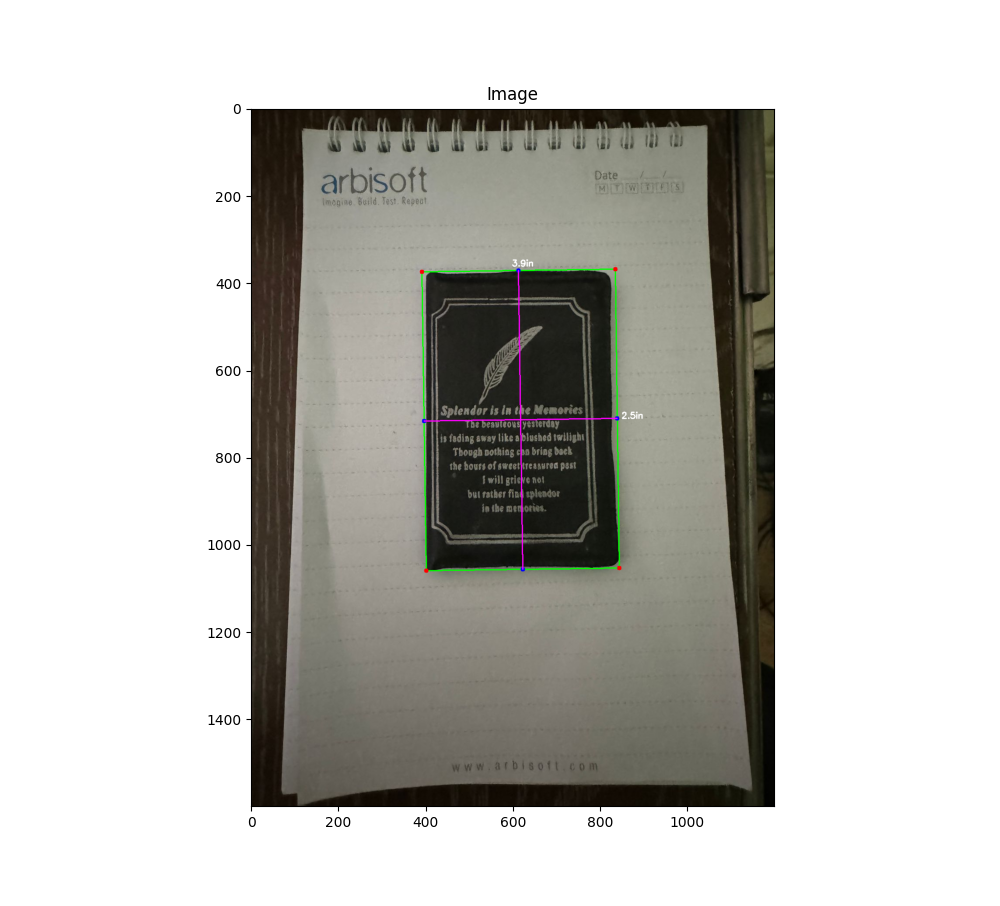 Image
0
200
400
600
800
1000
1200
1400
0
200
400
600
800
1000
arbisoft
Imagine. Build. Test. Repeat
Date / /
M T W T F S
3.9in
2.5in
Splendor is in the Memories
The beauteous yesterday
is fading away like a blushed twilight
Though nothing can bring back
the hours of sweet treasured past
I will grieve not
but rather find splendor
in the memories.
www.arbisoft.com